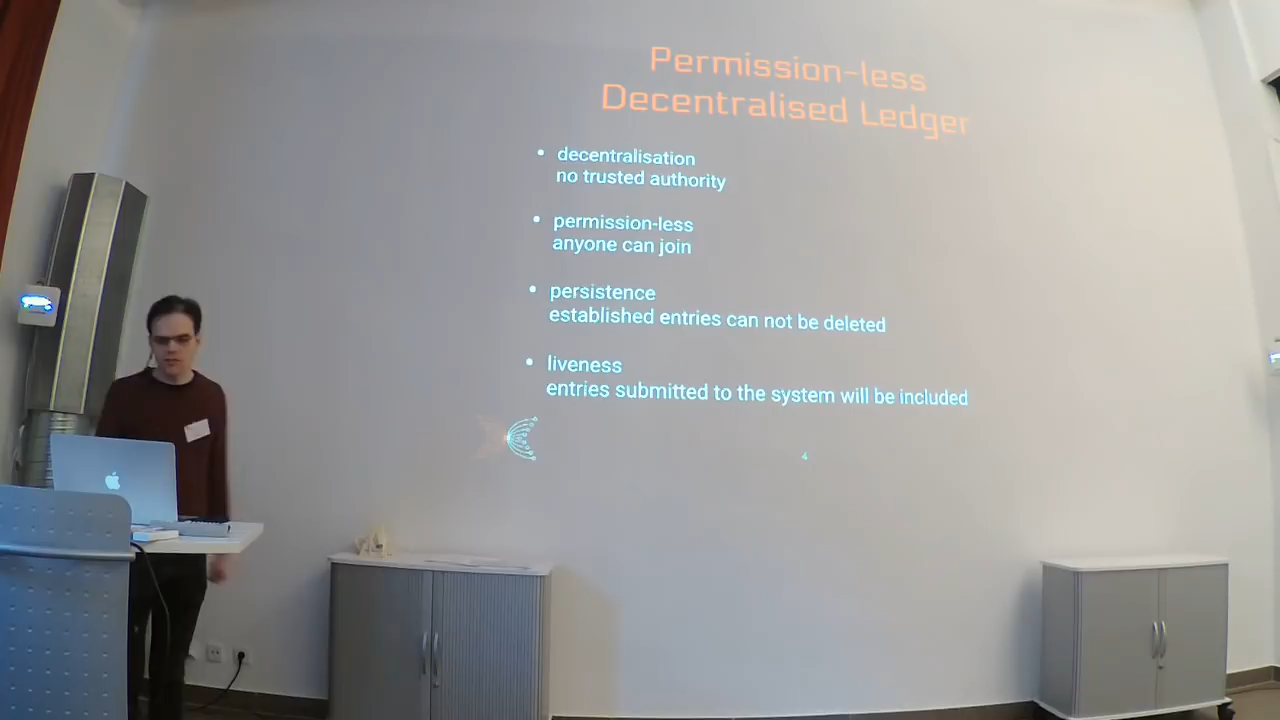 Permission-less
Decentralised Ledger
• decentralisation
no trusted authority
• permission-less
anyone can join
• persistence
established entries can not be deleted
• liveness
entries submitted to the system will be included
4